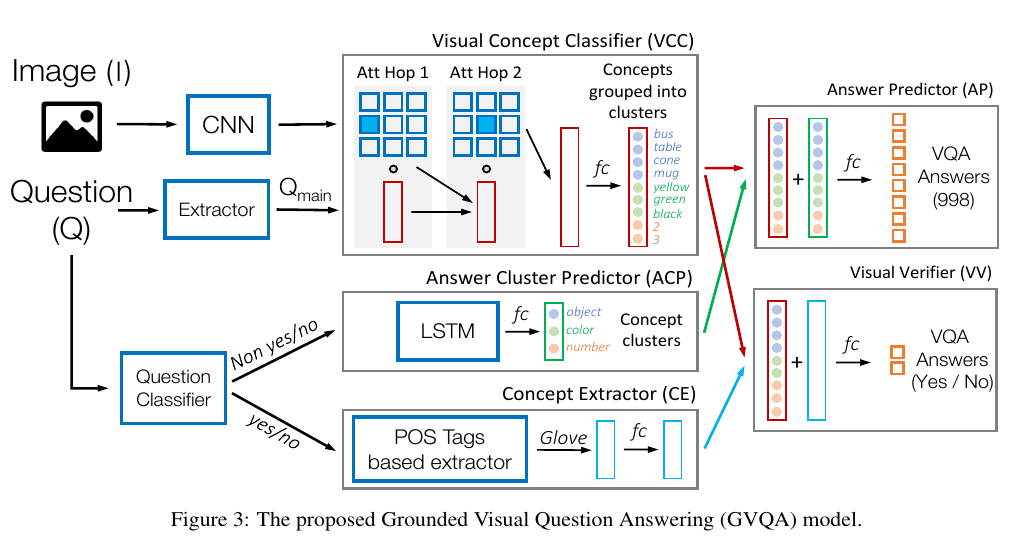 Visual Concept Classifier (VCC)
Image (I)
CNN
Att Hop 1
Att Hop 2
Concepts
grouped into
clusters
bus
table
cone
mug
yellow
green
black
2
3
fc
Question
(Q)
Extractor
Qmain
Answer Predictor (AP)
+
fc
VQA
Answers
(998)
Answer Cluster Predictor (ACP)
LSTM
fc
object
color
number
Concept
clusters
Visual Verifier (VV)
+
fc
VQA
Answers
(Yes / No)
Question
Classifier
Non yes/no
yes/no
Concept Extractor (CE)
POS Tags
based extractor
Glove
fc
Figure 3: The proposed Grounded Visual Question Answering (GVQA) model.